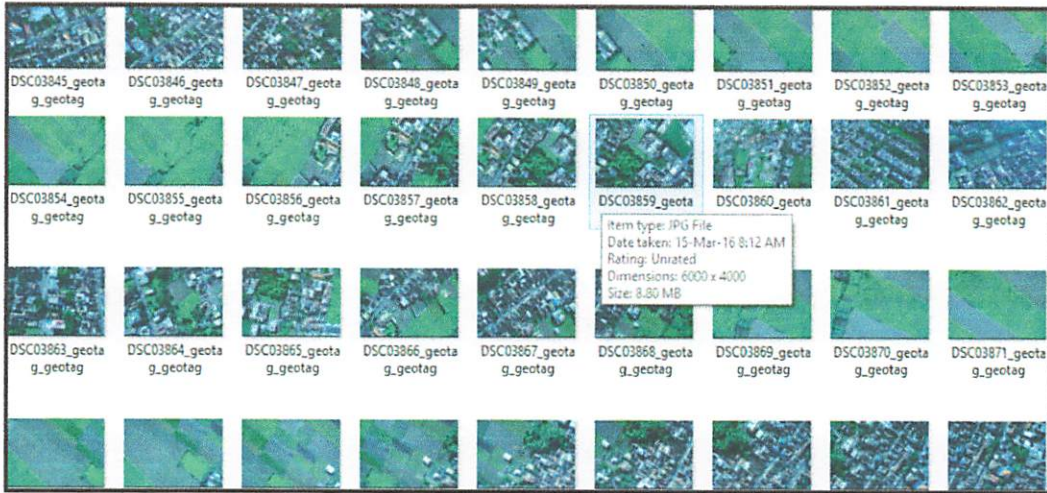 DSC03845_geota DSC03846_geota DSC03847_geota DSC03848_geota DSC03849_geota DSC03850_geota DSC03851_geota DSC03852_geota DSC03853_geota
g_geotag g_geotag g_geotag g_geotag g_geotag g_geotag g_geotag g_geotag g_geotag
DSC03854_geota DSC03855_geota DSC03856_geota DSC03857_geota DSC03858_geota DSC03859_geota DSC03860_geota DSC03861_geota DSC03862_geota
g_geotag g_geotag g_geotag g_geotag g_geotag g_geotag g_geotag
Item type: JPG File
Date taken: 15-Mar-16 8:12 AM
Rating: Unrated
Dimensions: 6000 x 4000
Size: 8.80 MB
DSC03863_geota DSC03864_geota DSC03865_geota DSC03866_geota DSC03867_geota DSC03868_geota DSC03869_geota DSC03870_geota DSC03871_geota
g_geotag g_geotag g_geotag g_geotag g_geotag g_geotag g_geotag g_geotag g_geotag